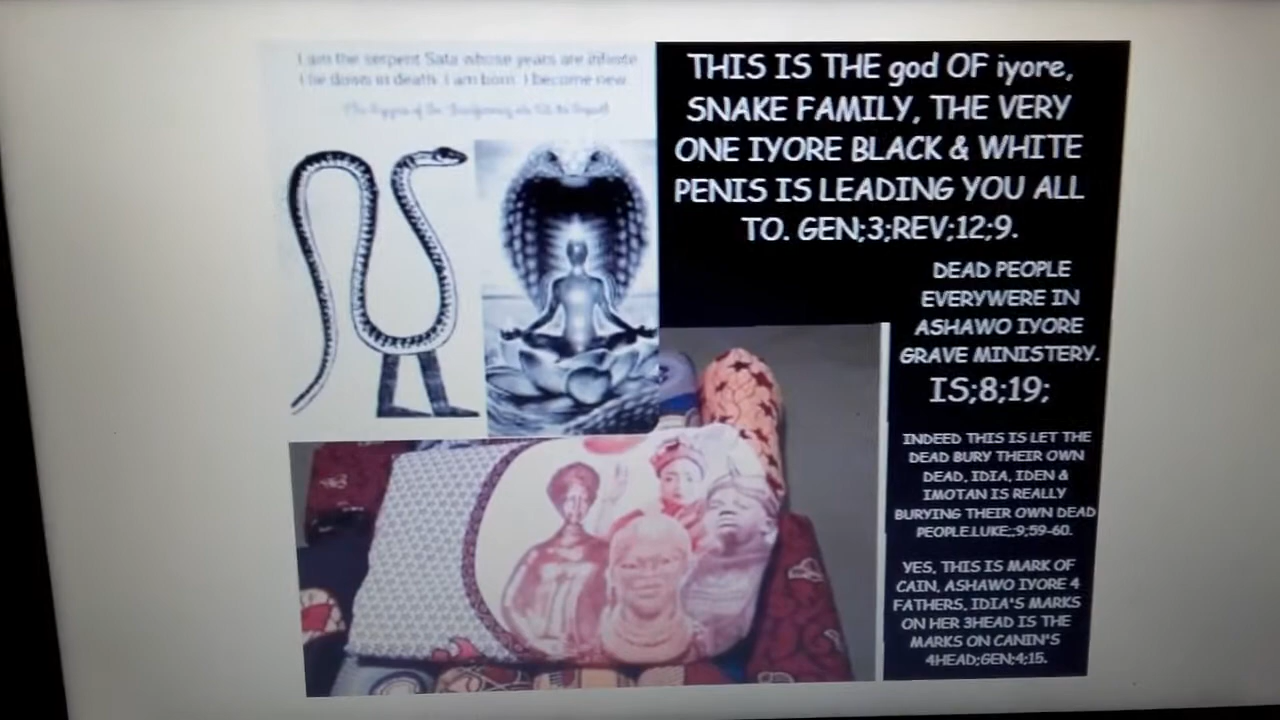 I am the serpent Sata whose years are infinite
I lie down in death. I am born. I become new
THIS IS THE god OF iyore,
SNAKE FAMILY, THE VERY
ONE IYORE BLACK & WHITE
PENIS IS LEADING YOU ALL
TO. GEN;3;REV;12;9.
DEAD PEOPLE
EVERYWERE IN
ASHAWO IYORE
GRAVE MINISTERY.
IS;8;19;
INDEED THIS IS LET THE
DEAD BURY THEIR OWN
DEAD, IDIA, IDEN &
IMOTAN IS REALLY
BURYING THEIR OWN DEAD
PEOPLE.LUKE;;9;59-60.
YES, THIS IS MARK OF
CAIN, ASHAWO IYORE 4
FATHERS, IDIA'S MARKS
ON HER 3HEAD IS THE
MARKS ON CANIN'S
4HEAD;GEN;4;15.